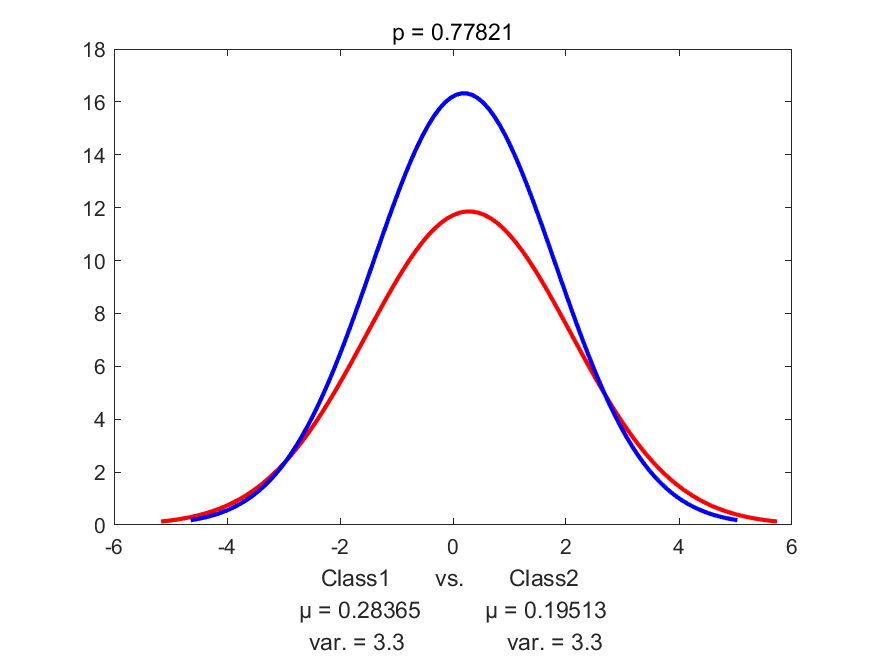 p = 0.77821
18
16
14
12
10
8
6
4
2
0
-6 -4 -2 0 2 4 6
Class1 vs. Class2
μ = 0.28365 μ = 0.19513
var. = 3.3 var. = 3.3